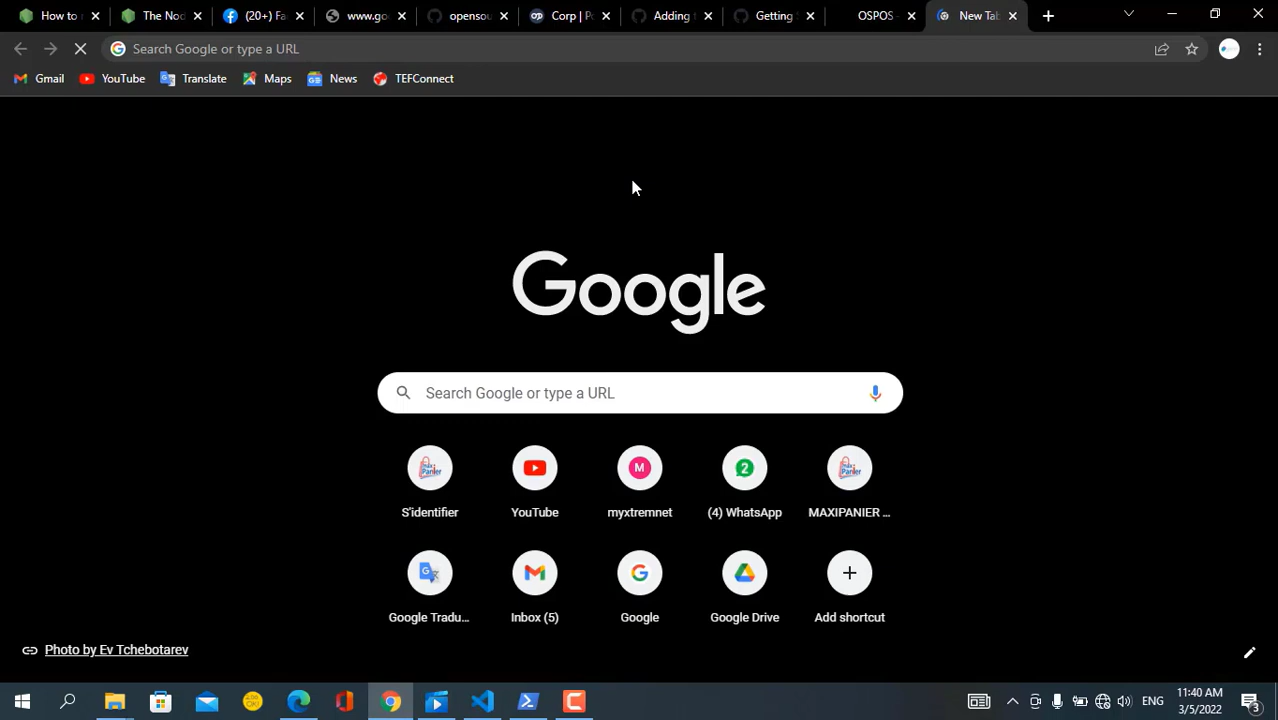 How to
The Nod
(20+) Fa
www.go
opensou
Corp | P
Adding
Getting
OSPOS
New Tab
Search Google or type a URL
Gmail
YouTube
Translate
Maps
News
TEFConnect
Google
Search Google or type a URL
S'identifier
YouTube
myxtremnet
(4) WhatsApp
MAXIPANIER ...
Google Tradu...
Inbox (5)
Google
Google Drive
Add shortcut
Photo by Ev Tchebotarev
ENG
11:40 AM
3/5/2022